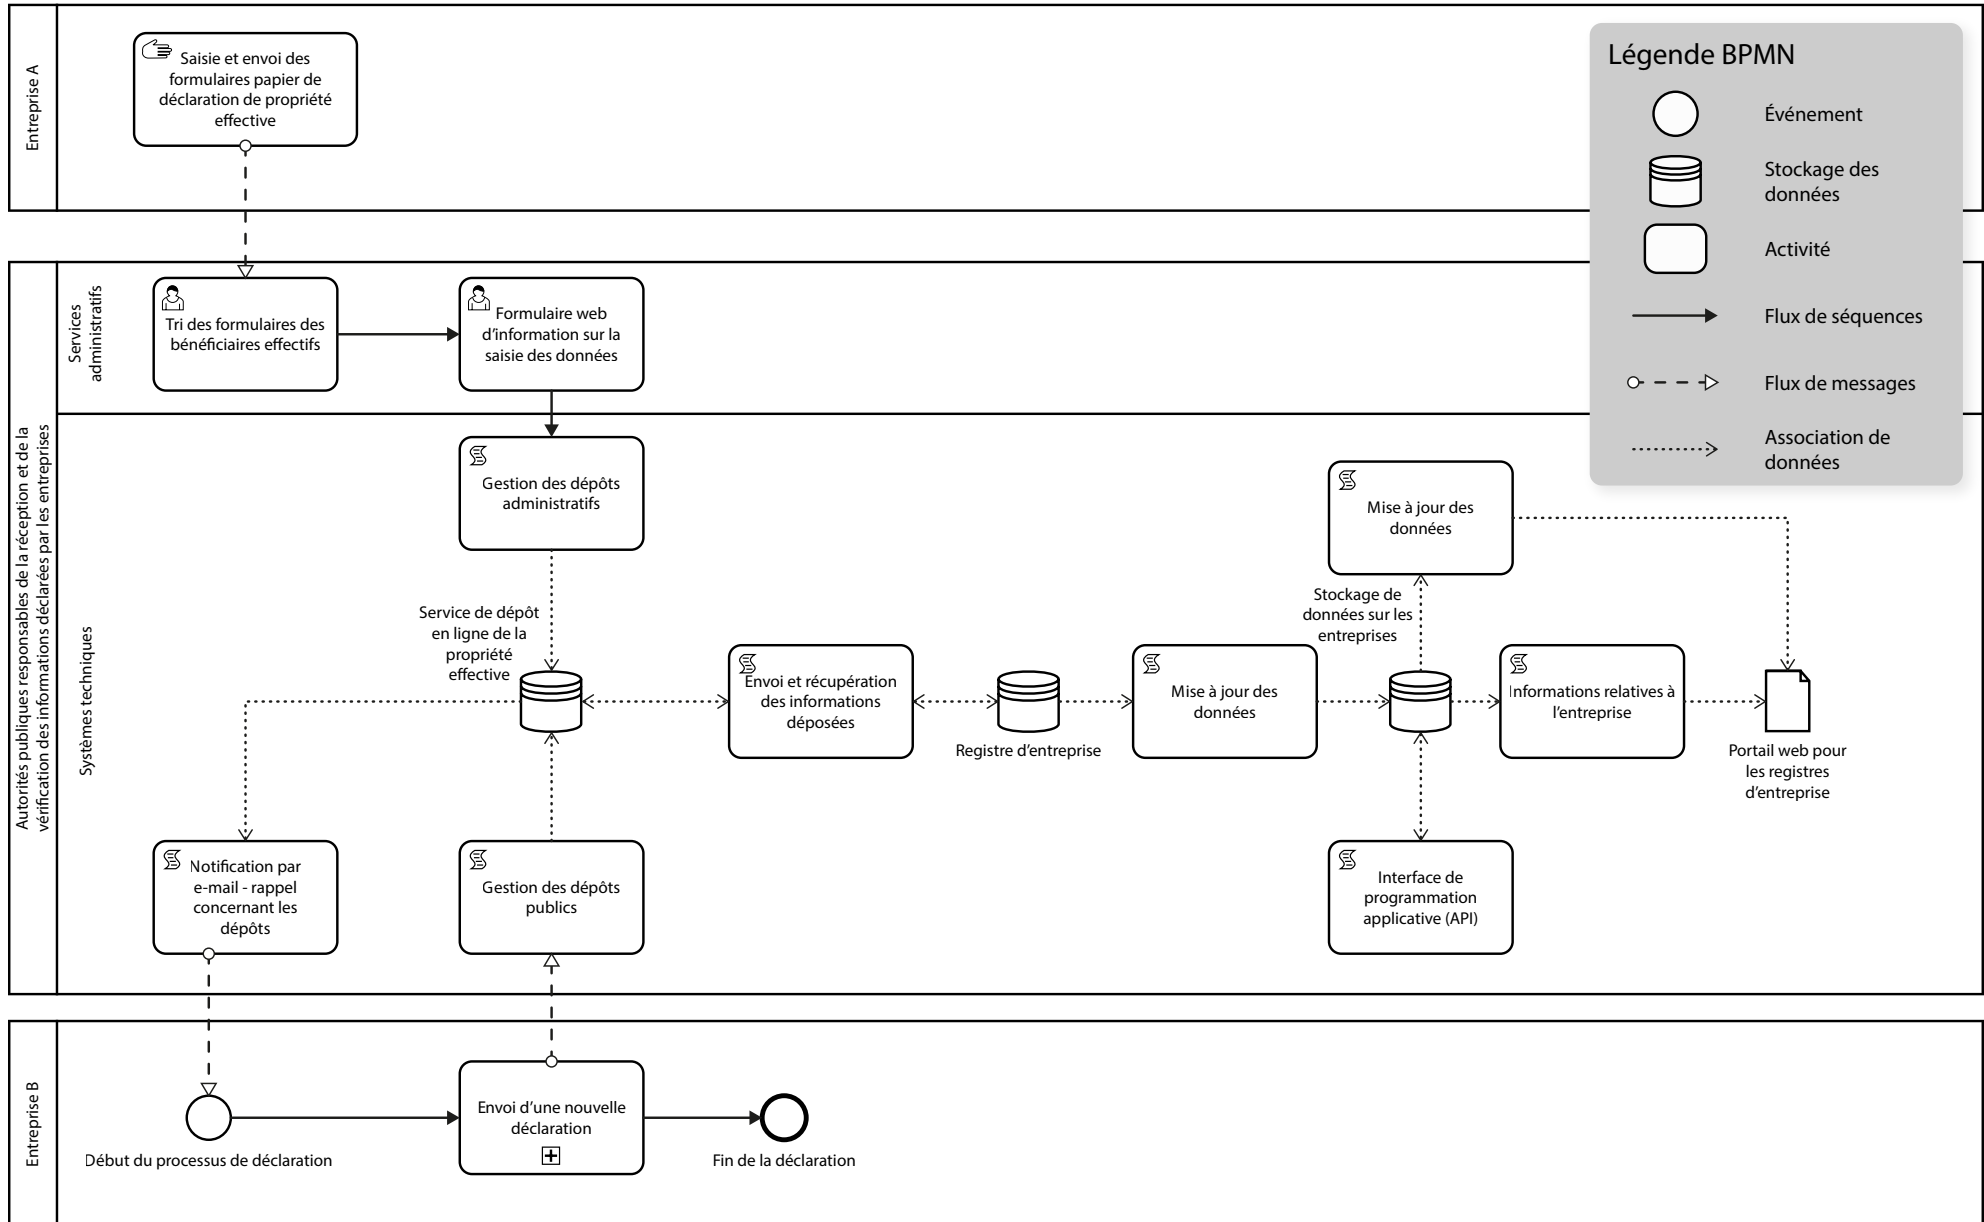 Entreprise A
Saisie et envoi des
formulaires papier de
déclaration de propriété
effective
Légende BPMN
Événement
Stockage des
données
Activité
Flux de séquences
Flux de messages
Association de
données
Autorités publiques responsables de la réception et de la
vérification des informations déclarées par les entreprises
Services
administratifs
Tri des formulaires des
bénéficiaires effectifs
Formulaire web
d’information sur la
saisie des données
Systèmes techniques
Gestion des dépôts
administratifs
Service de dépôt
en ligne de la
propriété
effective
Envoi et récupération
des informations
déposées
Registre d’entreprise
Mise à jour des
données
Stockage de
données sur les
entreprises
Mise à jour des
données
Informations relatives à
l’entreprise
Portail web pour
les registres
d’entreprise
Notification par
e-mail - rappel
concernant les
dépôts
Gestion des dépôts
publics
Interface de
programmation
applicative (API)
Entreprise B
Début du processus de déclaration
Envoi d’une nouvelle
déclaration
Fin de la déclaration